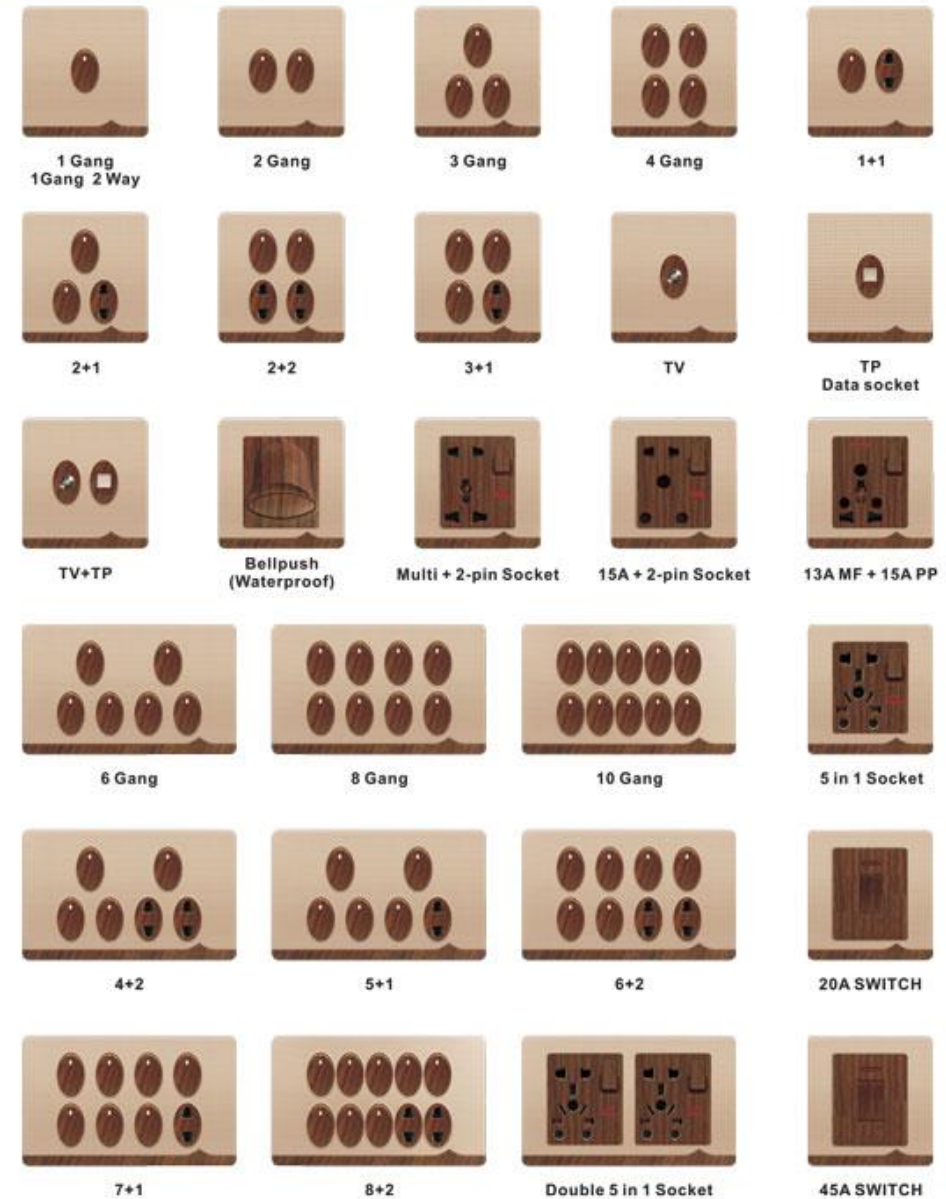 1 Gang
1Gang 2 Way
2 Gang
3 Gang
4 Gang
1+1
2+1
2+2
3+1
TV
TP
Data socket
TV+TP
Bellpush
(Waterproof)
Multi + 2-pin Socket
15A + 2-pin Socket
13A MF + 15A PP
6 Gang
8 Gang
10 Gang
5 in 1 Socket
4+2
5+1
6+2
20A SWITCH
7+1
8+2
Double 5 in 1 Socket
45A SWITCH